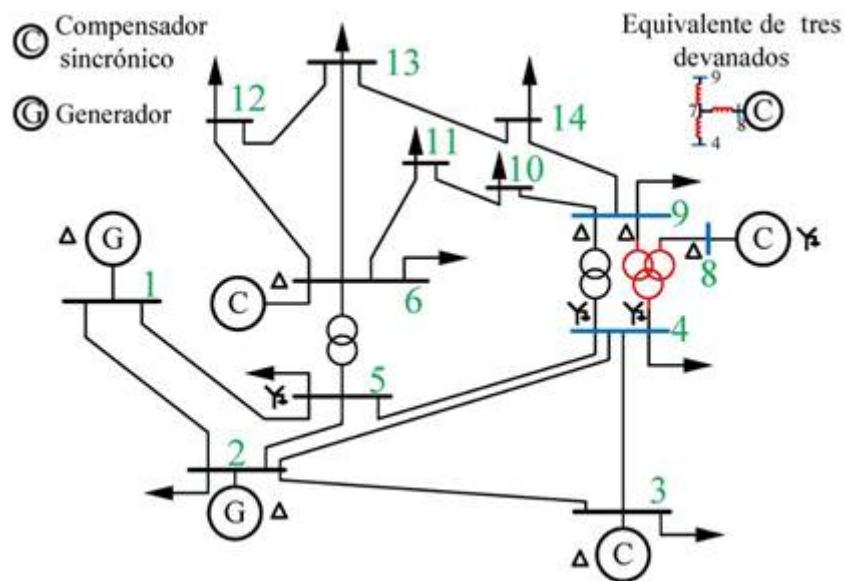 C Compensador
sincrónico
G Generador
Equivalente de tres
devanados
9
7
8
4
C
13
12
14
11
10
9
Δ
G
Δ
Δ
Δ
C
8
Δ
1
C
6
4
5
2
G
Δ
3
Δ
C